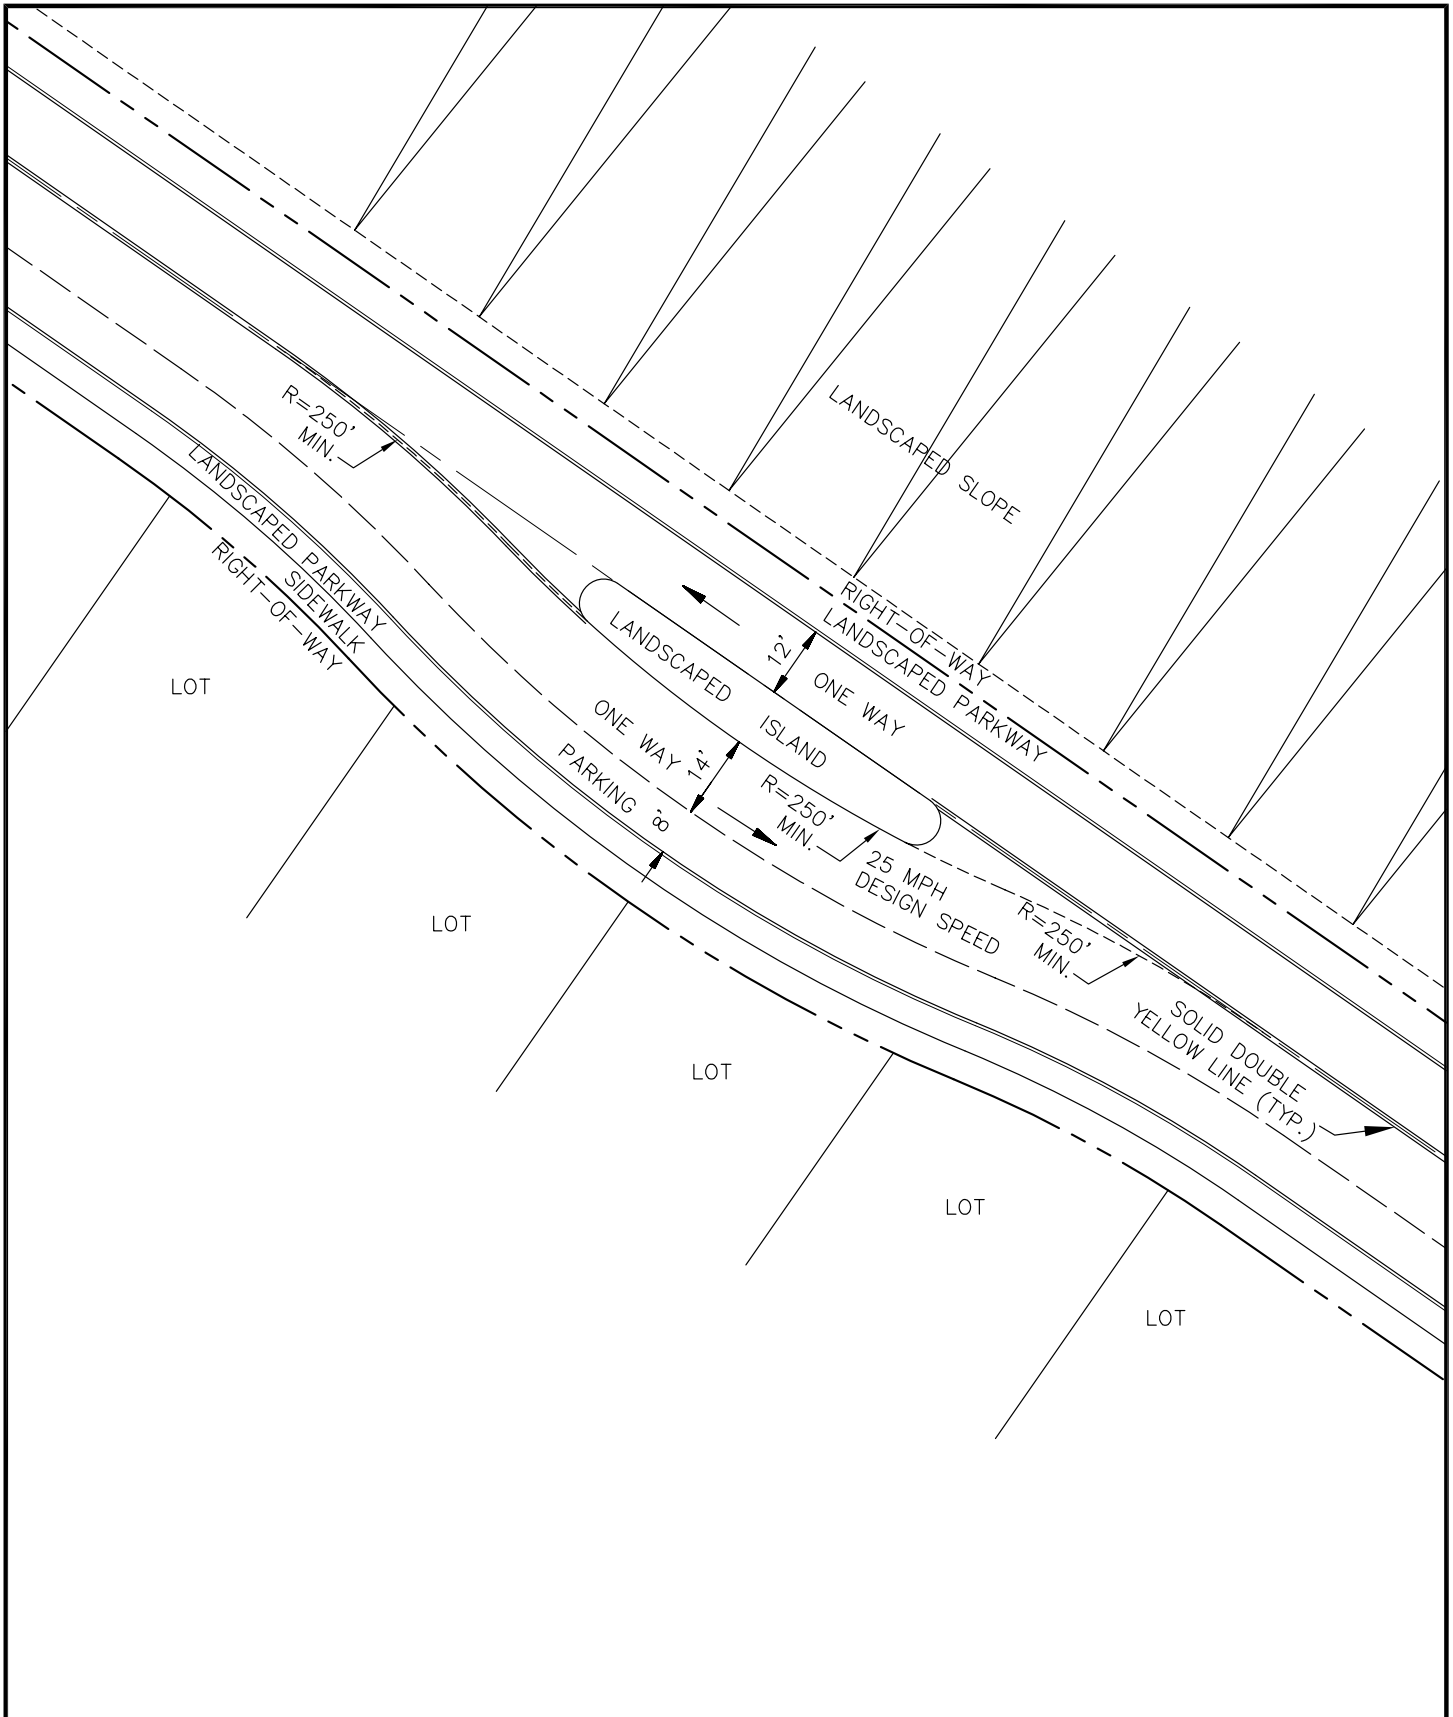 R=250'
MIN.
LANDSCAPED SLOPE
LANDSCAPED PARKWAY
SIDEWALK
RIGHT-OF-WAY
RIGHT-OF-WAY
LANDSCAPED PARKWAY
LANDSCAPED
ISLAND
12'
ONE WAY
ONE WAY
14'
PARKING
8'
R=250'
MIN.
25 MPH
DESIGN SPEED
R=250'
MIN.
SOLID DOUBLE
YELLOW LINE (TYP.)
LOT
LOT
LOT
LOT
LOT